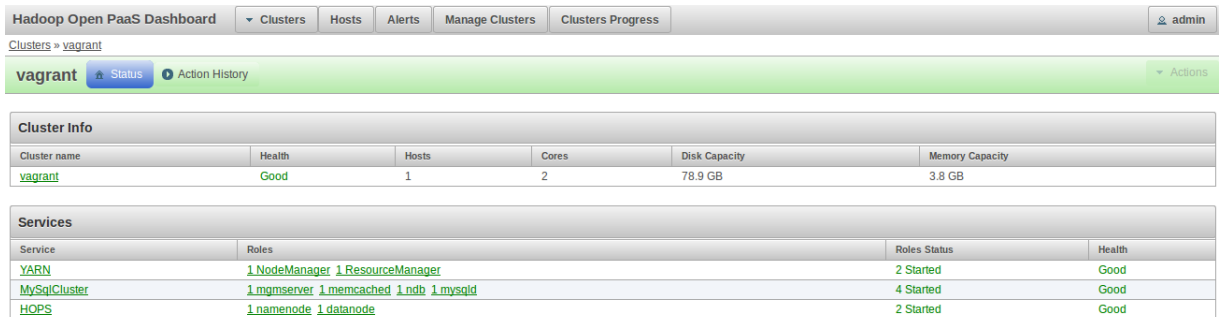 Hadoop Open PaaS Dashboard Clusters Hosts Alerts Manage Clusters Clusters Progress admin
Clusters » vagrant
vagrant Status Action History Actions
Cluster Info
Cluster name Health Hosts Cores Disk Capacity Memory Capacity
vagrant Good 1 2 78.9 GB 3.8 GB
Services
Service Roles Roles Status Health
YARN 1 NodeManager 1 ResourceManager 2 Started Good
MySqlCluster 1 mgmserver 1 memcached 1 ndb 1 mysqld 4 Started Good
HOPS 1 namenode 1 datanode 2 Started Good